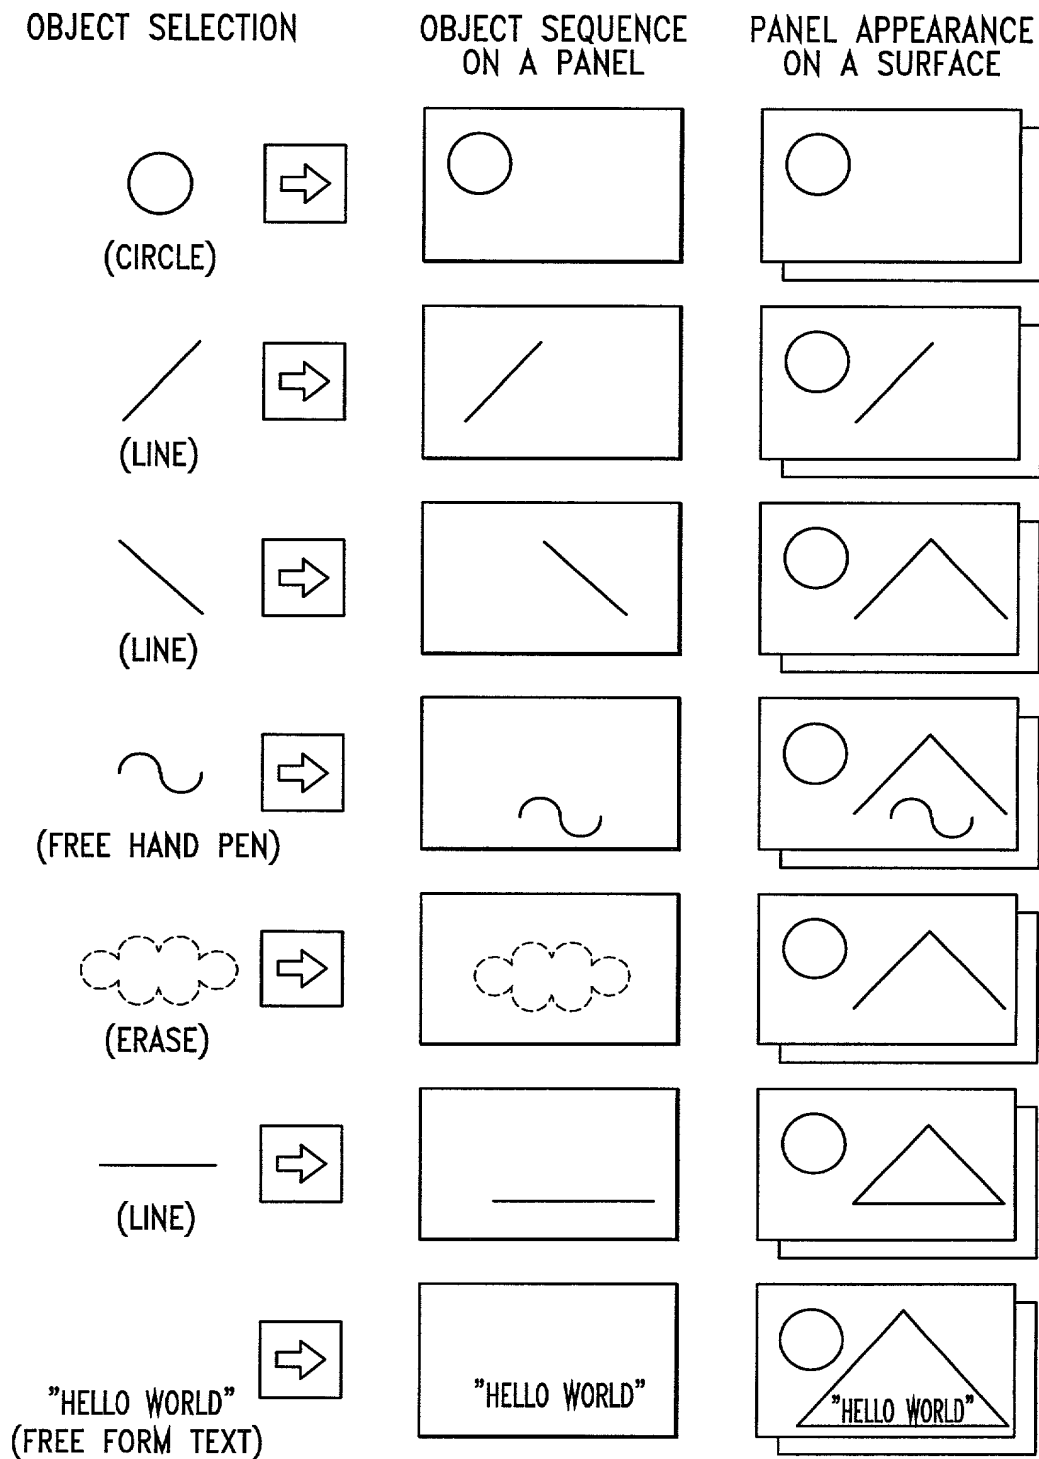 OBJECT SELECTION
OBJECT SEQUENCE
ON A PANEL
PANEL APPEARANCE
ON A SURFACE
(CIRCLE)
(LINE)
(LINE)
(FREE HAND PEN)
(ERASE)
(LINE)
"HELLO WORLD"
(FREE FORM TEXT)
"HELLO WORLD"
"HELLO WORLD"